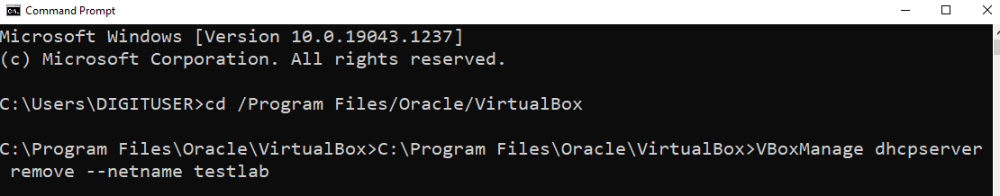 Command Prompt
Microsoft Windows [Version 10.0.19043.1237]
(c) Microsoft Corporation. All rights reserved.
C:\Users\DIGITUSER>cd /Program Files/Oracle/VirtualBox
C:\Program Files\Oracle\VirtualBox>C:\Program Files\Oracle\VirtualBox>VBoxManage dhcpserver
remove --netname testlab